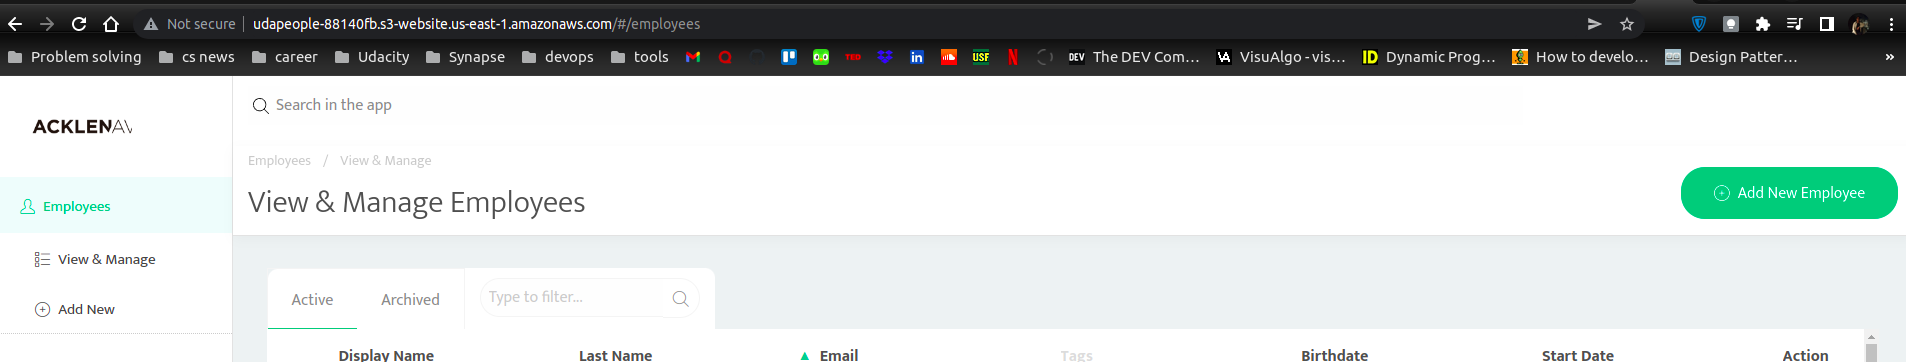 Not secure udapeople-88140fb.s3-website.us-east-1.amazonaws.com/#/employees
Problem solving cs news career Udacity Synapse devops tools TED in USF N DEV The DEV Com... VA VisuAlgo - vis... ID Dynamic Prog... How to develo... Design Patter... »
Search in the app
ACKLENAV
Employees / View & Manage
View & Manage Employees
Add New Employee
Employees
View & Manage
Add New
Active Archived Type to filter...
Display Name Last Name Email Tags Birthdate Start Date Action